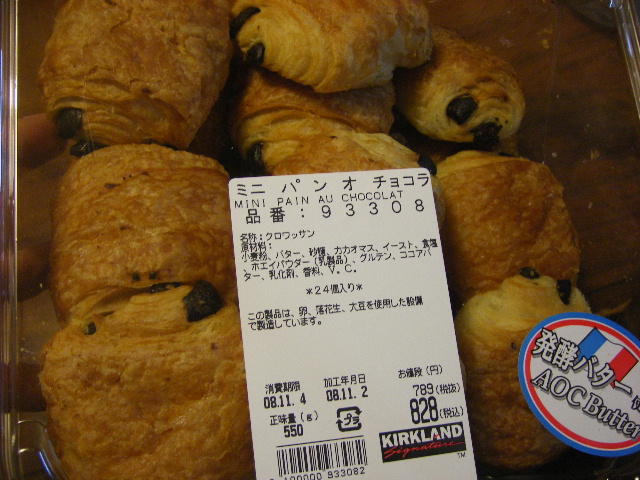 ミニ パン オ チョコラ
MINI PAIN AU CHOCOLAT
品番:93308
名称:クロワッサン
原材料:
小麦粉、バター、砂糖、カカオマス、イースト、食塩
、ホエイパウダー(乳製品)、グルテン、ココアバ
ター、乳化剤、香料、V.C.
*24個入り*
この製品は、卵、落花生、大豆を使用した設備
で製造しています。
消費期限 加工年月日 お値段(円)
08.11.4 08.11.2 789(税抜)
正味量(g) プラ 828(税込)
550
KIRKLAND
Signature
TM
発酵バター
AOC Butter